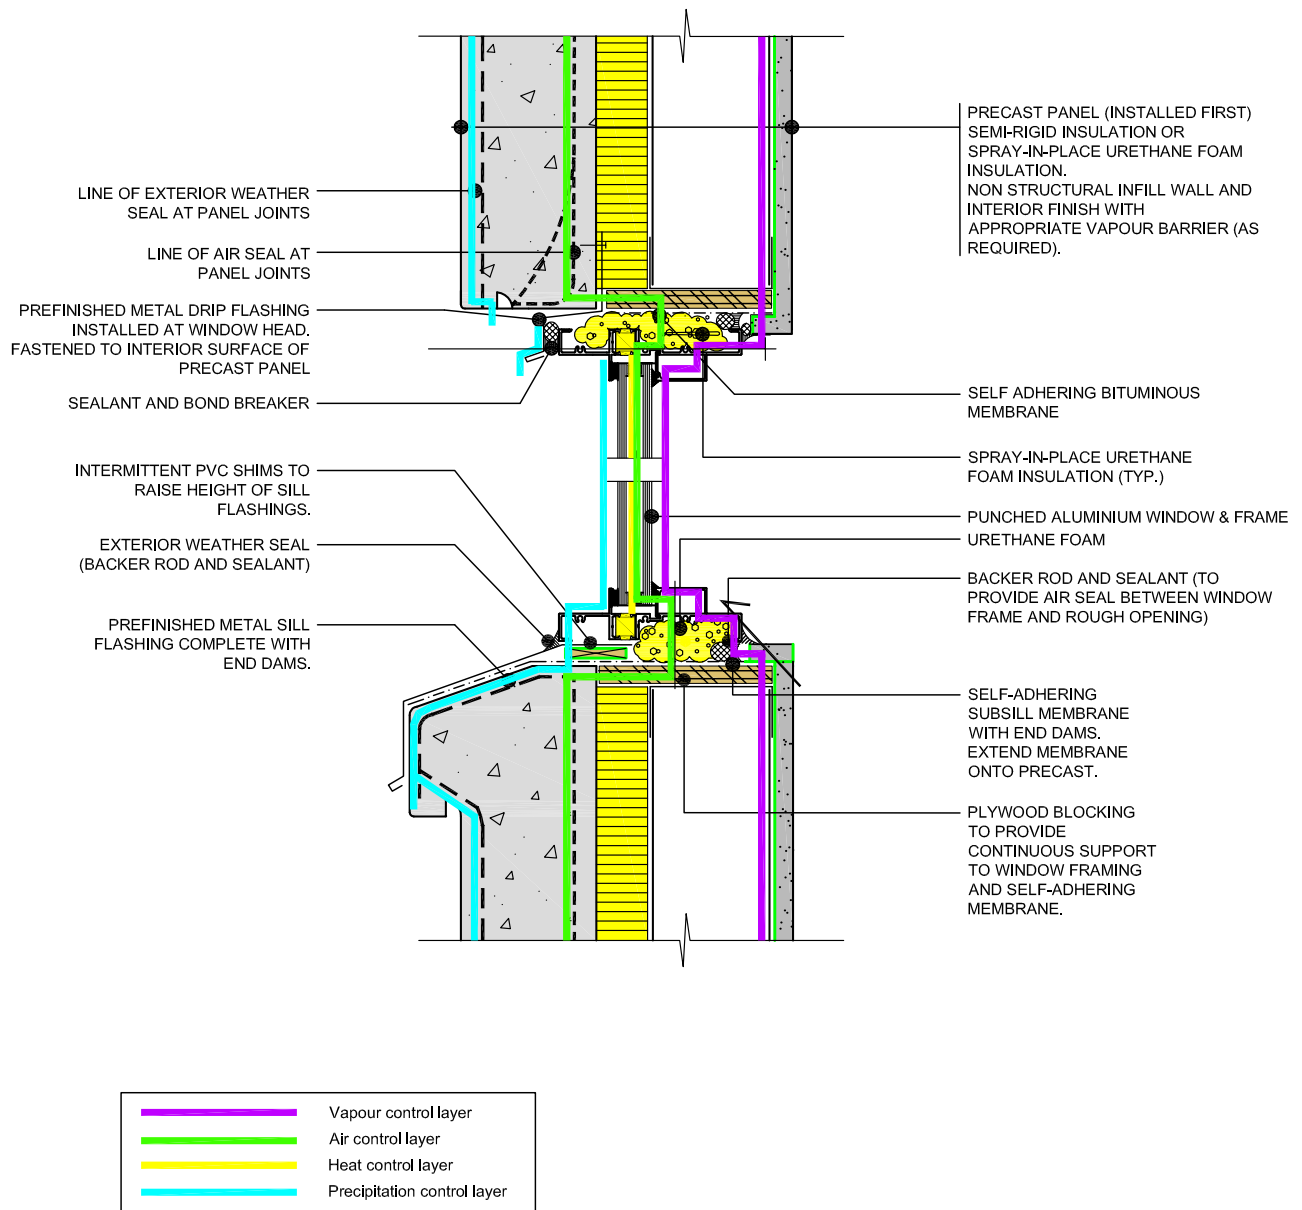 LINE OF EXTERIOR WEATHER
SEAL AT PANEL JOINTS
LINE OF AIR SEAL AT
PANEL JOINTS
PREFINISHED METAL DRIP FLASHING
INSTALLED AT WINDOW HEAD.
FASTENED TO INTERIOR SURFACE OF
PRECAST PANEL
SEALANT AND BOND BREAKER
INTERMITTENT PVC SHIMS TO
RAISE HEIGHT OF SILL
FLASHINGS.
EXTERIOR WEATHER SEAL
(BACKER ROD AND SEALANT)
PREFINISHED METAL SILL
FLASHING COMPLETE WITH
END DAMS.
PRECAST PANEL (INSTALLED FIRST)
SEMI-RIGID INSULATION OR
SPRAY-IN-PLACE URETHANE FOAM
INSULATION.
NON STRUCTURAL INFILL WALL AND
INTERIOR FINISH WITH
APPROPRIATE VAPOUR BARRIER (AS
REQUIRED).
SELF ADHERING BITUMINOUS
MEMBRANE
SPRAY-IN-PLACE URETHANE
FOAM INSULATION (TYP.)
PUNCHED ALUMINIUM WINDOW & FRAME
URETHANE FOAM
BACKER ROD AND SEALANT (TO
PROVIDE AIR SEAL BETWEEN WINDOW
FRAME AND ROUGH OPENING)
SELF-ADHERING
SUBSILL MEMBRANE
WITH END DAMS.
EXTEND MEMBRANE
ONTO PRECAST.
PLYWOOD BLOCKING
TO PROVIDE
CONTINUOUS SUPPORT
TO WINDOW FRAMING
AND SELF-ADHERING
MEMBRANE.
Vapour control layer
Air control layer
Heat control layer
Precipitation control layer